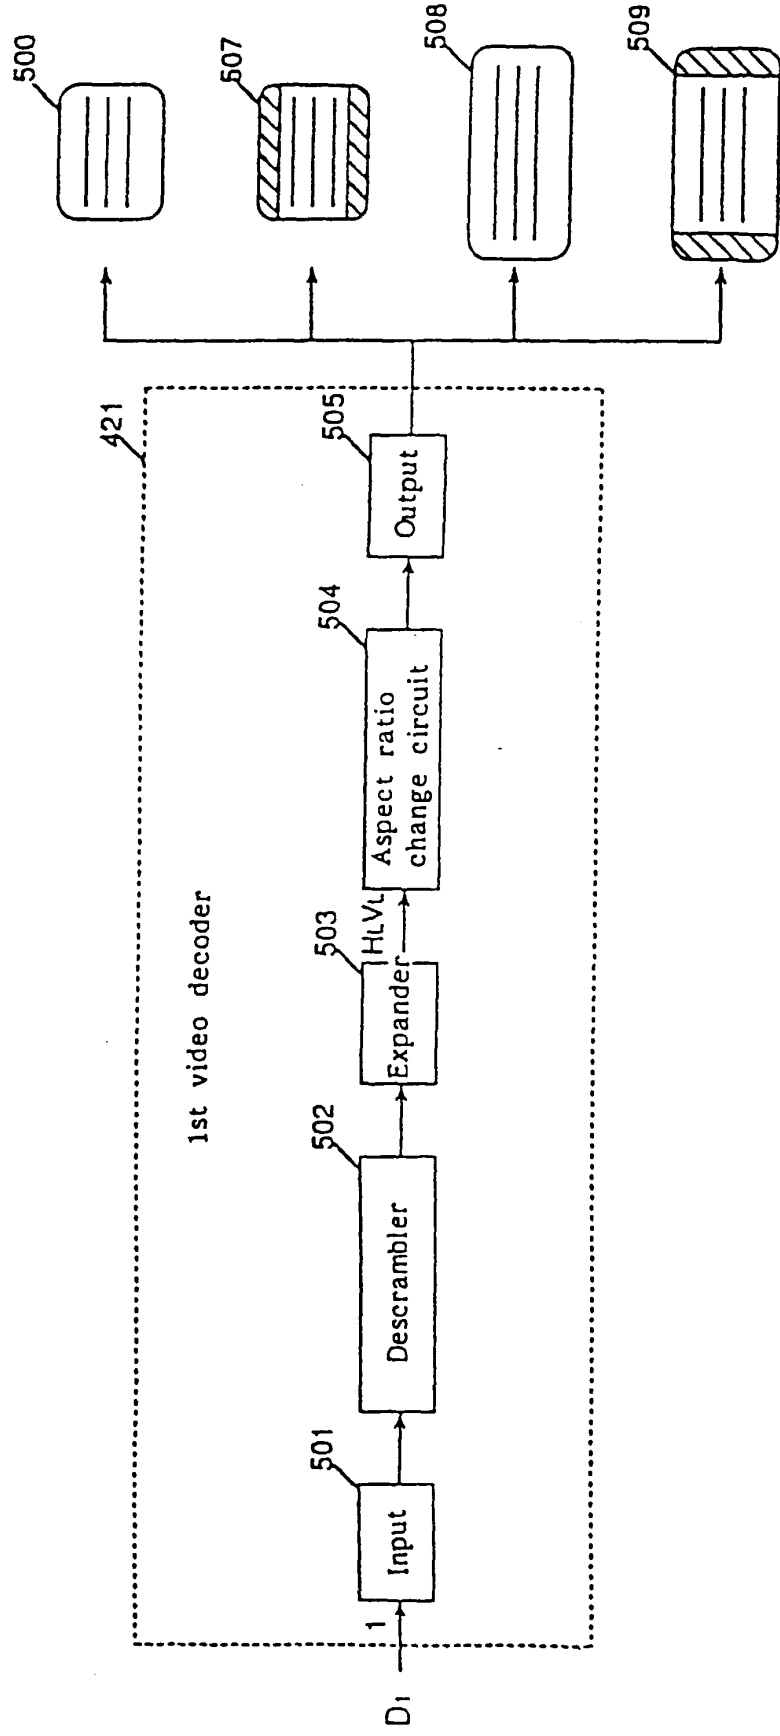 421
1st video decoder
D1
1
501
Input
502
Descrambler
503
Expander
HLVL
504
Aspect ratio
change circuit
505
Output
500
507
508
509